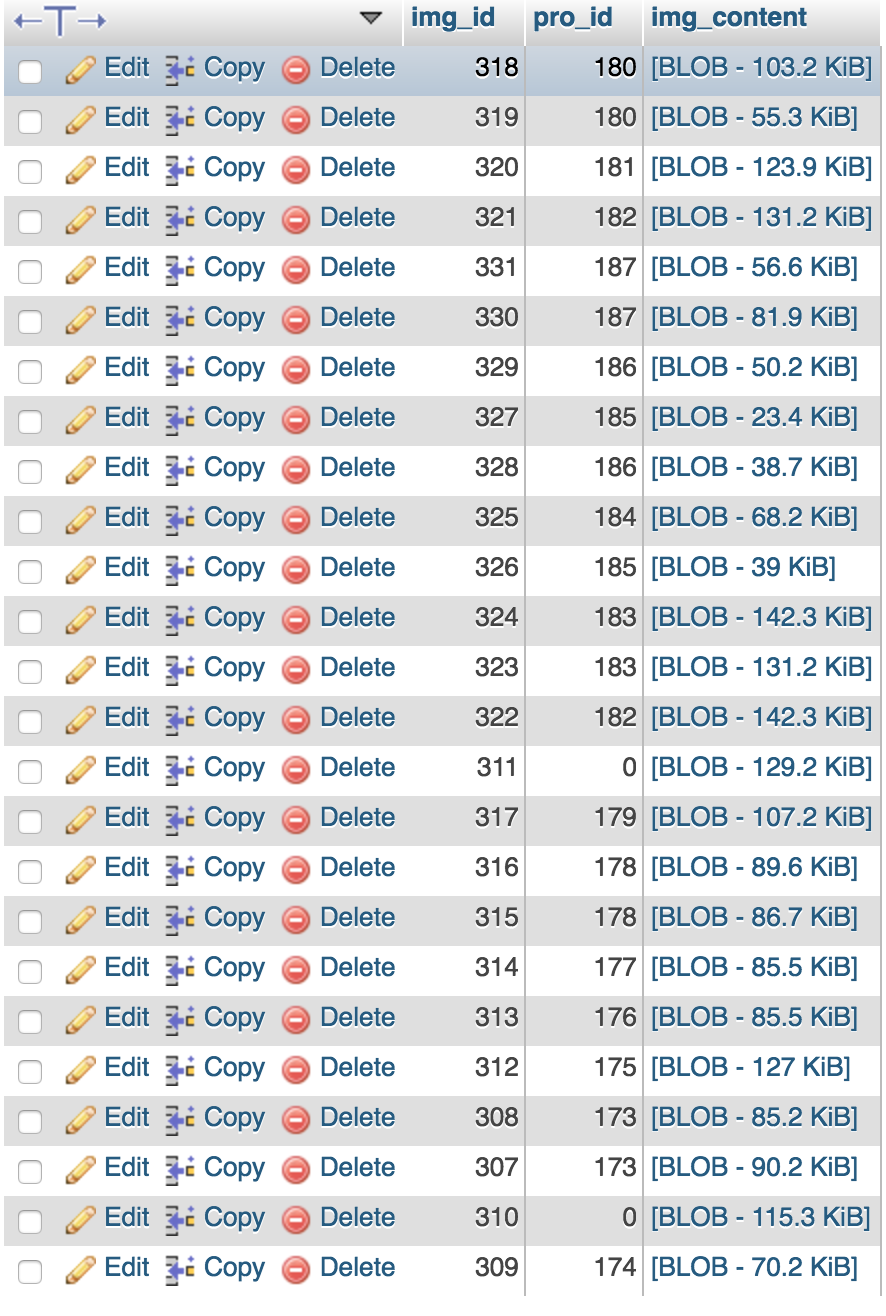 img_id pro_id img_content
Edit Copy Delete 318 180 [BLOB - 103.2 KiB]
Edit Copy Delete 319 180 [BLOB - 55.3 KiB]
Edit Copy Delete 320 181 [BLOB - 123.9 KiB]
Edit Copy Delete 321 182 [BLOB - 131.2 KiB]
Edit Copy Delete 331 187 [BLOB - 56.6 KiB]
Edit Copy Delete 330 187 [BLOB - 81.9 KiB]
Edit Copy Delete 329 186 [BLOB - 50.2 KiB]
Edit Copy Delete 327 185 [BLOB - 23.4 KiB]
Edit Copy Delete 328 186 [BLOB - 38.7 KiB]
Edit Copy Delete 325 184 [BLOB - 68.2 KiB]
Edit Copy Delete 326 185 [BLOB - 39 KiB]
Edit Copy Delete 324 183 [BLOB - 142.3 KiB]
Edit Copy Delete 323 183 [BLOB - 131.2 KiB]
Edit Copy Delete 322 182 [BLOB - 142.3 KiB]
Edit Copy Delete 311 0 [BLOB - 129.2 KiB]
Edit Copy Delete 317 179 [BLOB - 107.2 KiB]
Edit Copy Delete 316 178 [BLOB - 89.6 KiB]
Edit Copy Delete 315 178 [BLOB - 86.7 KiB]
Edit Copy Delete 314 177 [BLOB - 85.5 KiB]
Edit Copy Delete 313 176 [BLOB - 85.5 KiB]
Edit Copy Delete 312 175 [BLOB - 127 KiB]
Edit Copy Delete 308 173 [BLOB - 85.2 KiB]
Edit Copy Delete 307 173 [BLOB - 90.2 KiB]
Edit Copy Delete 310 0 [BLOB - 115.3 KiB]
Edit Copy Delete 309 174 [BLOB - 70.2 KiB]